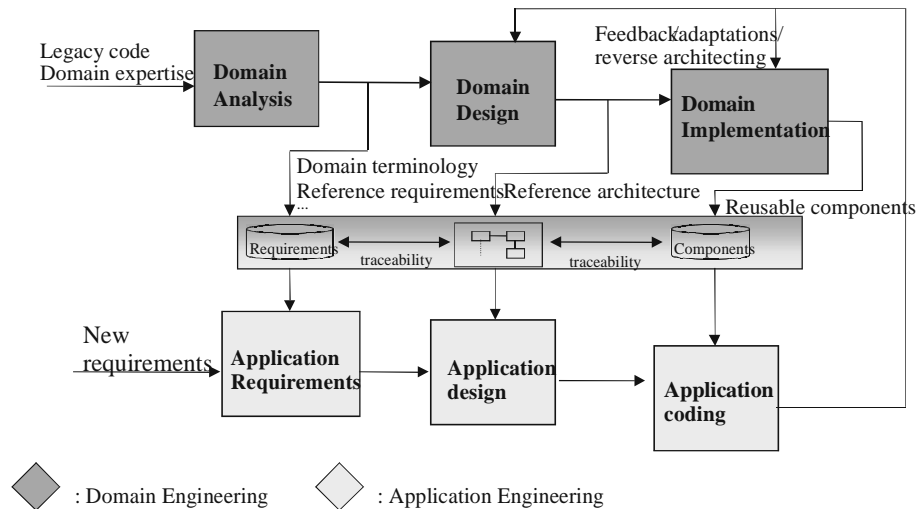 Legacy code
Domain expertise
Domain
Analysis
Domain
Design
Feedback/adaptations/
reverse architecting
Domain
Implementation
Domain terminology
Reference requirements
...
Reference architecture
Reusable components
Requirements
traceability
traceability
Components
New
requirements
Application
Requirements
Application
design
Application
coding
: Domain Engineering
: Application Engineering